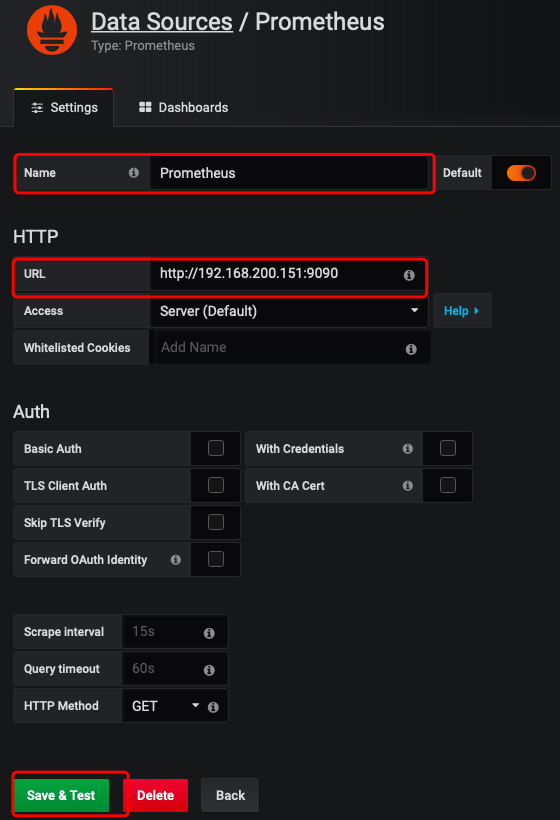 Data Sources / Prometheus
Type: Prometheus
Settings
Dashboards
Name
Prometheus
Default
HTTP
URL
http://192.168.200.151:9090
Access
Server (Default)
Help
Whitelisted Cookies
Add Name
Auth
Basic Auth
With Credentials
TLS Client Auth
With CA Cert
Skip TLS Verify
Forward OAuth Identity
Scrape interval
15s
Query timeout
60s
HTTP Method
GET
Save & Test
Delete
Back